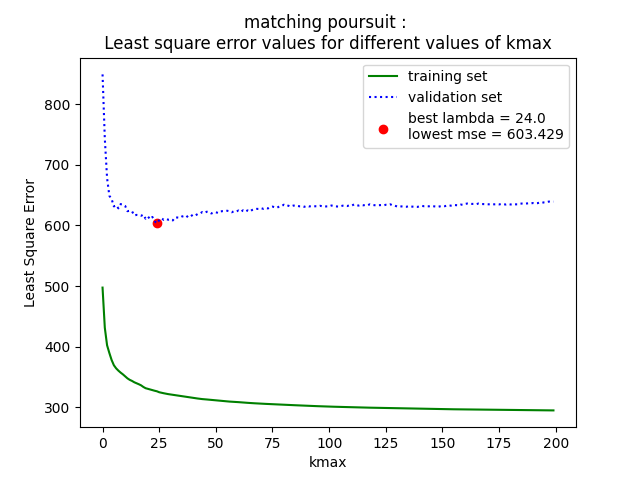 matching poursuit :
Least square error values for different values of kmax
training set
validation set
best lambda = 24.0
lowest mse = 603.429
Least Square Error
800
700
600
500
400
300
0
25
50
75
100
125
150
175
200
kmax